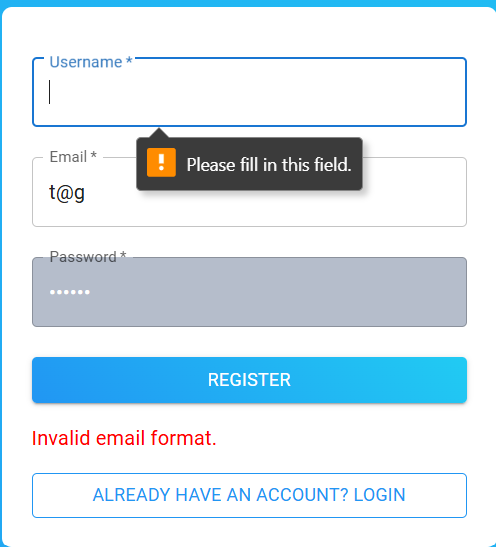 Username *
Please fill in this field.
Email *
t@g
Password *
••••••
REGISTER
Invalid email format.
ALREADY HAVE AN ACCOUNT? LOGIN